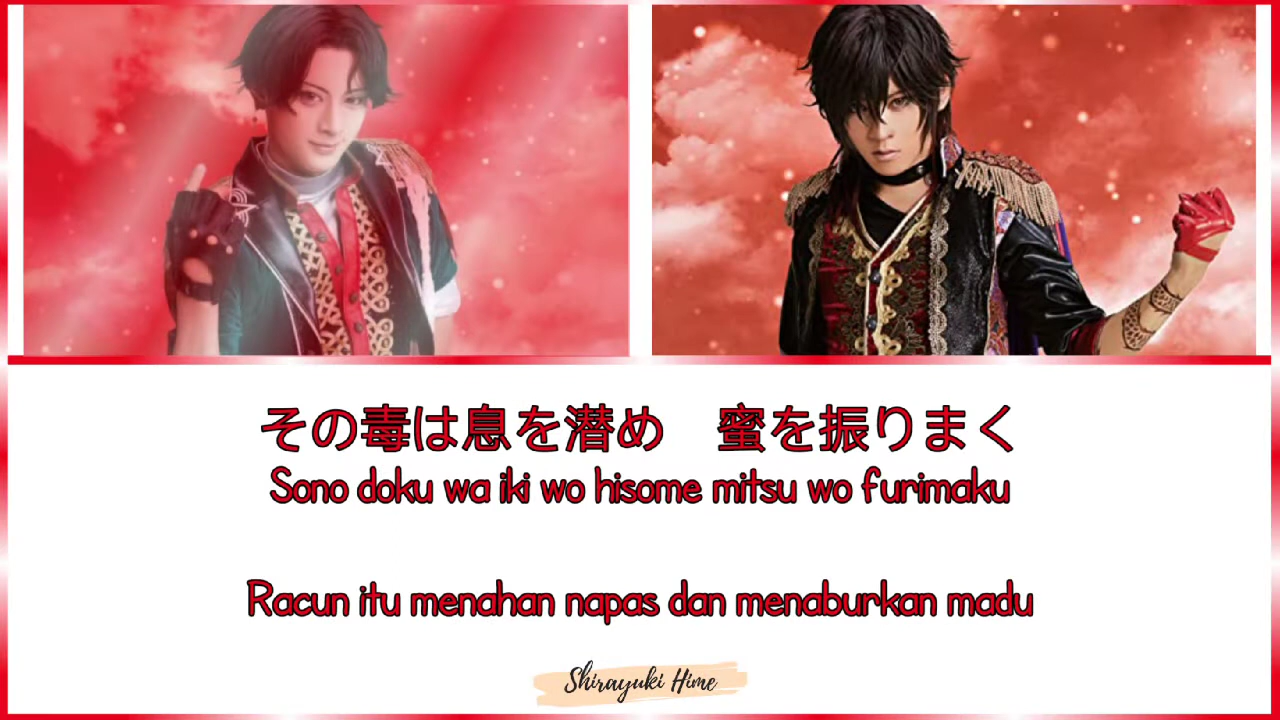 その毒は息を潜め　蜜を振りまく
Sono doku wa iki wo hisome mitsu wo furimaku
Racun itu menahan napas dan menaburkan madu
Shirayuki Hime